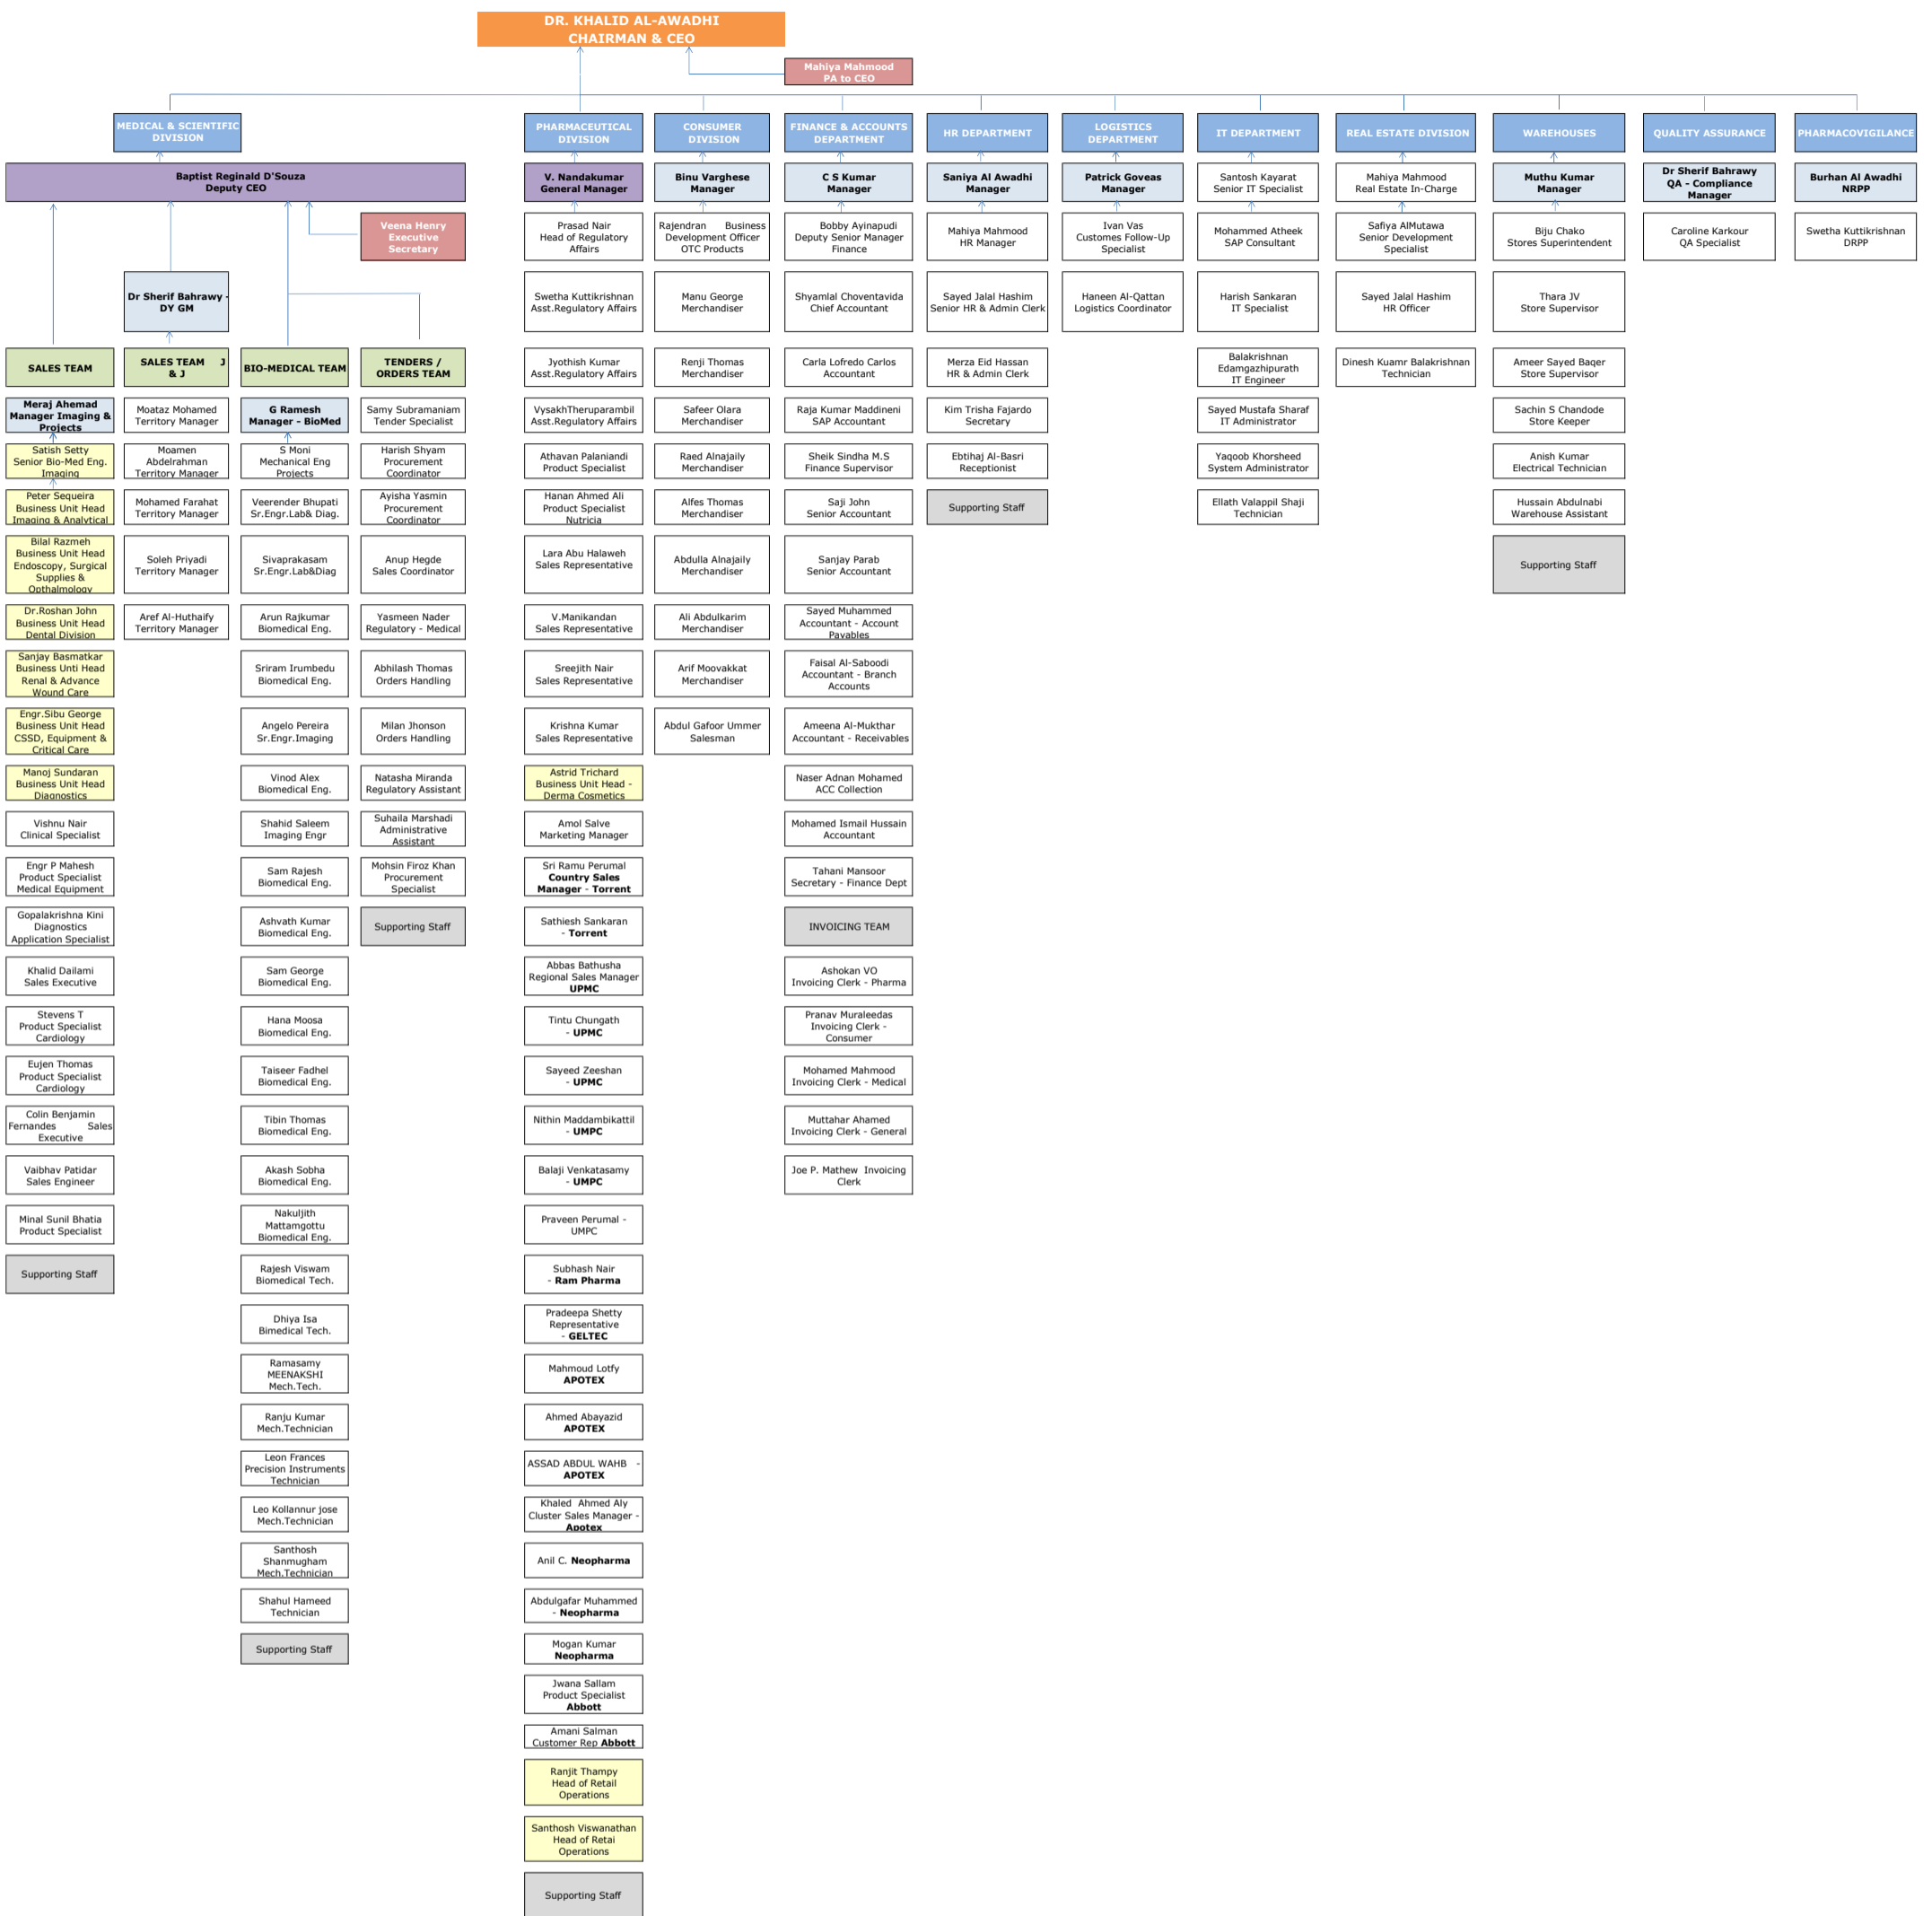 DR. KHALID AL-AWADHI
CHAIRMAN & CEO
Mahiya Mahmood
PA to CEO
MEDICAL & SCIENTIFIC
DIVISION
Baptist Reginald D'Souza
Deputy CEO
Veena Henry
Executive
Secretary
Dr Sherif Bahrawy -
DY GM
SALES TEAM
Meraj Ahemad
Manager Imaging &
Projects
Satish Setty
Senior Bio-Med Eng.
Imaging
Peter Sequeira
Business Unit Head
Imaging & Analytical
Bilal Razmeh
Business Unit Head
Endoscopy, Surgical
Supplies &
Opthalmology
Dr.Roshan John
Business Unit Head
Dental Division
Sanjay Basmatkar
Business Unti Head
Renal & Advance
Wound Care
Engr.Sibu George
Business Unit Head
CSSD, Equipment &
Critical Care
Manoj Sundaran
Business Unit Head
Diagnostics
Vishnu Nair
Clinical Specialist
Engr P Mahesh
Product Specialist
Medical Equipment
Gopalakrishna Kini
Diagnostics
Application Specialist
Khalid Dailami
Sales Executive
Stevens T
Product Specialist
Cardiology
Eujen Thomas
Product Specialist
Cardiology
Colin Benjamin
Fernandes Sales
Executive
Vaibhav Patidar
Sales Engineer
Minal Sunil Bhatia
Product Specialist
Supporting Staff
SALES TEAM J
& J
Moataz Mohamed
Territory Manager
Moamen
Abdelrahman
Territory Manager
Mohamed Farahat
Territory Manager
Soleh Priyadi
Territory Manager
Aref Al-Huthaify
Territory Manager
BIO-MEDICAL TEAM
G Ramesh
Manager - BioMed
S Moni
Mechanical Eng
Projects
Veerender Bhupati
Sr.Engr.Lab& Diag.
Sivaprakasam
Sr.Engr.Lab&Diag
Arun Rajkumar
Biomedical Eng.
Sriram Irumbedu
Biomedical Eng.
Angelo Pereira
Sr.Engr.Imaging
Vinod Alex
Biomedical Eng.
Shahid Saleem
Imaging Engr
Sam Rajesh
Biomedical Eng.
Ashvath Kumar
Biomedical Eng.
Sam George
Biomedical Eng.
Hana Moosa
Biomedical Eng.
Taiseer Fadhel
Biomedical Eng.
Tibin Thomas
Biomedical Eng.
Akash Sobha
Biomedical Eng.
Nakuljith
Mattamgottu
Biomedical Eng.
Rajesh Viswam
Biomedical Tech.
Dhiya Isa
Bimedical Tech.
Ramasamy
MEENAKSHI
Mech.Tech.
Ranju Kumar
Mech.Technician
Leon Frances
Precision Instruments
Technician
Leo Kollannur jose
Mech.Technician
Santhosh
Shanmugham
Mech.Technician
Shahul Hameed
Technician
Supporting Staff
TENDERS /
ORDERS TEAM
Samy Subramaniam
Tender Specialist
Harish Shyam
Procurement
Coordinator
Ayisha Yasmin
Procurement
Coordinator
Anup Hegde
Sales Coordinator
Yasmeen Nader
Regulatory - Medical
Abhilash Thomas
Orders Handling
Milan Jhonson
Orders Handling
Natasha Miranda
Regulatory Assistant
Suhaila Marshadi
Administrative
Assistant
Mohsin Firoz Khan
Procurement
Specialist
Supporting Staff
PHARMACEUTICAL
DIVISION
V. Nandakumar
General Manager
Prasad Nair
Head of Regulatory
Affairs
Swetha Kuttikrishnan
Asst.Regulatory Affairs
Jyothish Kumar
Asst.Regulatory Affairs
VysakhTheruparambil
Asst.Regulatory Affairs
Athavan Palaniandi
Product Specialist
Hanan Ahmed Ali
Product Specialist
Nutricia
Lara Abu Halaweh
Sales Representative
V.Manikandan
Sales Representative
Sreejith Nair
Sales Representative
Krishna Kumar
Sales Representative
Astrid Trichard
Business Unit Head -
Derma Cosmetics
Amol Salve
Marketing Manager
Sri Ramu Perumal
Country Sales
Manager - Torrent
Sathiesh Sankaran
- Torrent
Abbas Bathusha
Regional Sales Manager
UPMC
Tintu Chungath
- UPMC
Sayeed Zeeshan
- UPMC
Nithin Maddambikattil
- UMPC
Balaji Venkatasamy
- UMPC
Praveen Perumal -
UMPC
Subhash Nair
- Ram Pharma
Pradeepa Shetty
Representative
- GELTEC
Mahmoud Lotfy
APOTEX
Ahmed Abayazid
APOTEX
ASSAD ABDUL WAHB -
APOTEX
Khaled Ahmed Aly
Cluster Sales Manager -
Apotex
Anil C. Neopharma
Abdulgafar Muhammed
- Neopharma
Mogan Kumar
Neopharma
Jwana Sallam
Product Specialist
Abbott
Amani Salman
Customer Rep Abbott
Ranjit Thampy
Head of Retail
Operations
Santhosh Viswanathan
Head of Retai
Operations
Supporting Staff
CONSUMER
DIVISION
Binu Varghese
Manager
Rajendran Business
Development Officer
OTC Products
Manu George
Merchandiser
Renji Thomas
Merchandiser
Safeer Olara
Merchandiser
Raed Alnajaily
Merchandiser
Alfes Thomas
Merchandiser
Abdulla Alnajaily
Merchandiser
Ali Abdulkarim
Merchandiser
Arif Moovakkat
Merchandiser
Abdul Gafoor Ummer
Salesman
FINANCE & ACCOUNTS
DEPARTMENT
C S Kumar
Manager
Bobby Ayinapudi
Deputy Senior Manager
Finance
Shyamlal Choventavida
Chief Accountant
Carla Lofredo Carlos
Accountant
Raja Kumar Maddineni
SAP Accountant
Sheik Sindha M.S
Finance Supervisor
Saji John
Senior Accountant
Sanjay Parab
Senior Accountant
Sayed Muhammed
Accountant - Account
Payables
Faisal Al-Saboodi
Accountant - Branch
Accounts
Ameena Al-Mukthar
Accountant - Receivables
Naser Adnan Mohamed
ACC Collection
Mohamed Ismail Hussain
Accountant
Tahani Mansoor
Secretary - Finance Dept
INVOICING TEAM
Ashokan VO
Invoicing Clerk - Pharma
Pranav Muraleedas
Invoicing Clerk -
Consumer
Mohamed Mahmood
Invoicing Clerk - Medical
Muttahar Ahamed
Invoicing Clerk - General
Joe P. Mathew Invoicing
Clerk
HR DEPARTMENT
Saniya Al Awadhi
Manager
Mahiya Mahmood
HR Manager
Sayed Jalal Hashim
Senior HR & Admin Clerk
Merza Eid Hassan
HR & Admin Clerk
Kim Trisha Fajardo
Secretary
Ebtihaj Al-Basri
Receptionist
Supporting Staff
LOGISTICS
DEPARTMENT
Patrick Goveas
Manager
Ivan Vas
Customes Follow-Up
Specialist
Haneen Al-Qattan
Logistics Coordinator
IT DEPARTMENT
Santosh Kayarat
Senior IT Specialist
Mohammed Atheek
SAP Consultant
Harish Sankaran
IT Specialist
Balakrishnan
Edamgazhipurath
IT Engineer
Sayed Mustafa Sharaf
IT Administrator
Yaqoob Khorsheed
System Administrator
Ellath Valappil Shaji
Technician
REAL ESTATE DIVISION
Mahiya Mahmood
Real Estate In-Charge
Safiya AlMutawa
Senior Development
Specialist
Sayed Jalal Hashim
HR Officer
Dinesh Kuamr Balakrishnan
Technician
WAREHOUSES
Muthu Kumar
Manager
Biju Chako
Stores Superintendent
Thara JV
Store Supervisor
Ameer Sayed Baqer
Store Supervisor
Sachin S Chandode
Store Keeper
Anish Kumar
Electrical Technician
Hussain Abdulnabi
Warehouse Assistant
Supporting Staff
QUALITY ASSURANCE
Dr Sherif Bahrawy
QA - Compliance
Manager
Caroline Karkour
QA Specialist
PHARMACOVIGILANCE
Burhan Al Awadhi
NRPP
Swetha Kuttikrishnan
DRPP